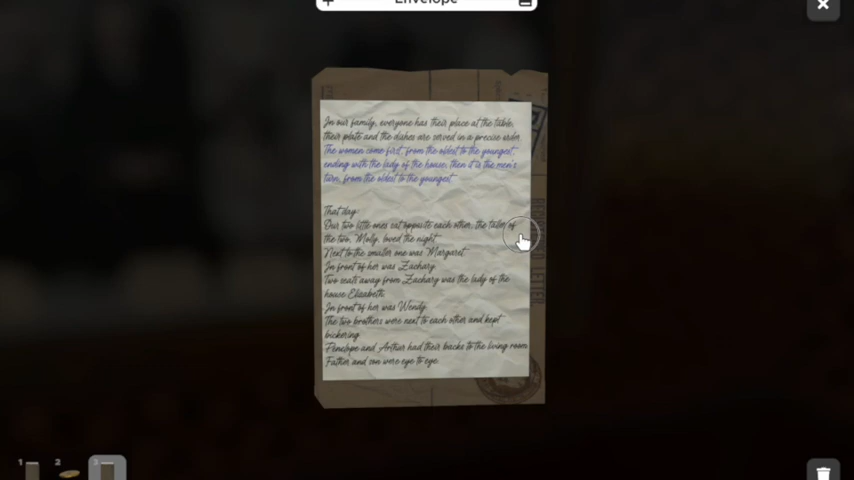 Envelope
In our family, everyone has their place at the table,
their plate and the dishes are served in a precise order.
The women come first, from the oldest to the youngest,
ending with the lady of the house, then it is the men's
turn, from the oldest to the youngest.
That day:
Our two little ones eat opposite each other, the taller of
the two, Moly, loved the night.
Next to the smaller one was Margaret.
In front of her was Zachary.
Two seats away from Zachary was the lady of the
house Elizabeth.
In front of her was Wendy.
The two brothers were next to each other and kept
bickering.
Penelope and Arthur had their backs to the living room.
Father and son were eye to eye.
LETTER
1 2 3